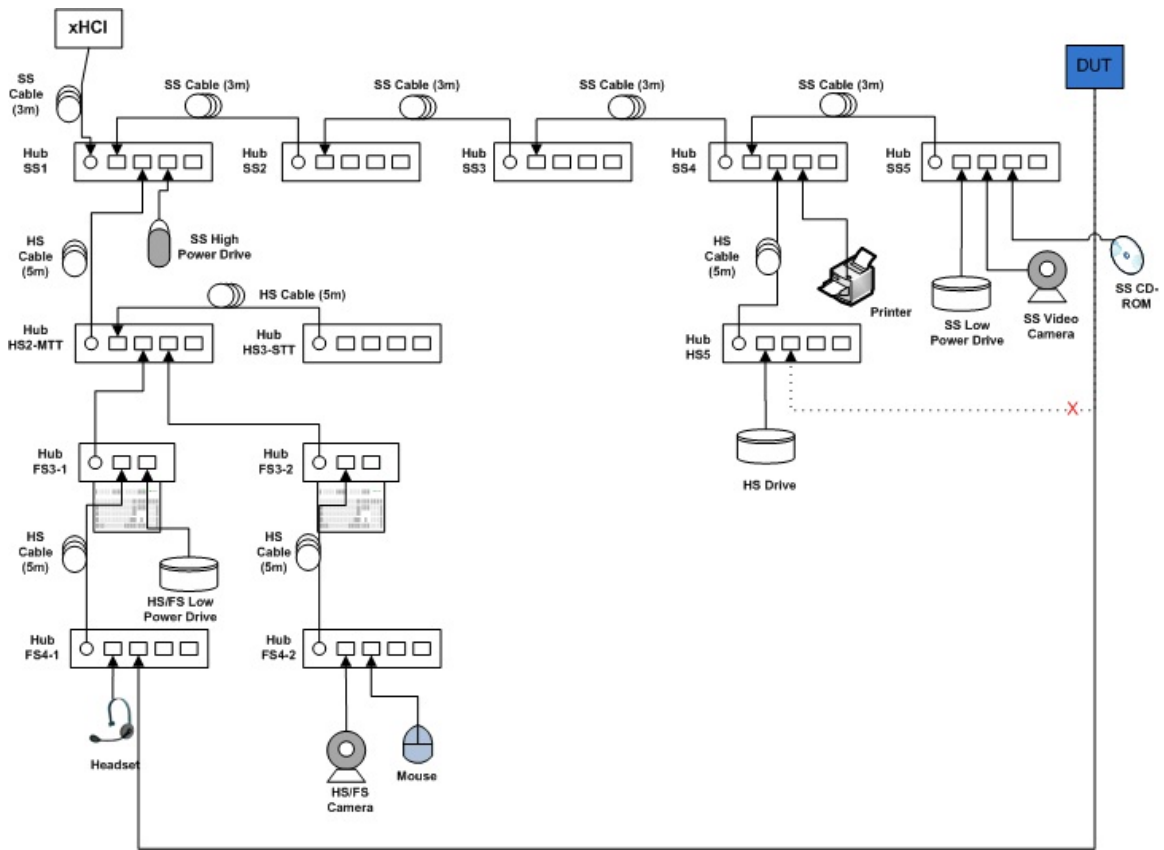 xHCI
DUT
SS
Cable
(3m)
SS Cable (3m)
SS Cable (3m)
SS Cable (3m)
SS Cable (3m)
Hub
SS1
Hub
SS2
Hub
SS3
Hub
SS4
Hub
SS5
HS
Cable
(5m)
SS High
Power Drive
HS
Cable
(5m)
Printer
SS Low
Power Drive
SS Video
Camera
SS CD-
ROM
HS Cable (5m)
Hub
HS2-MTT
Hub
HS3-STT
Hub
HS5
X
HS Drive
Hub
FS3-1
Hub
FS3-2
HS
Cable
(5m)
HS/FS Low
Power Drive
HS
Cable
(5m)
Hub
FS4-1
Hub
FS4-2
Headset
HS/FS
Camera
Mouse